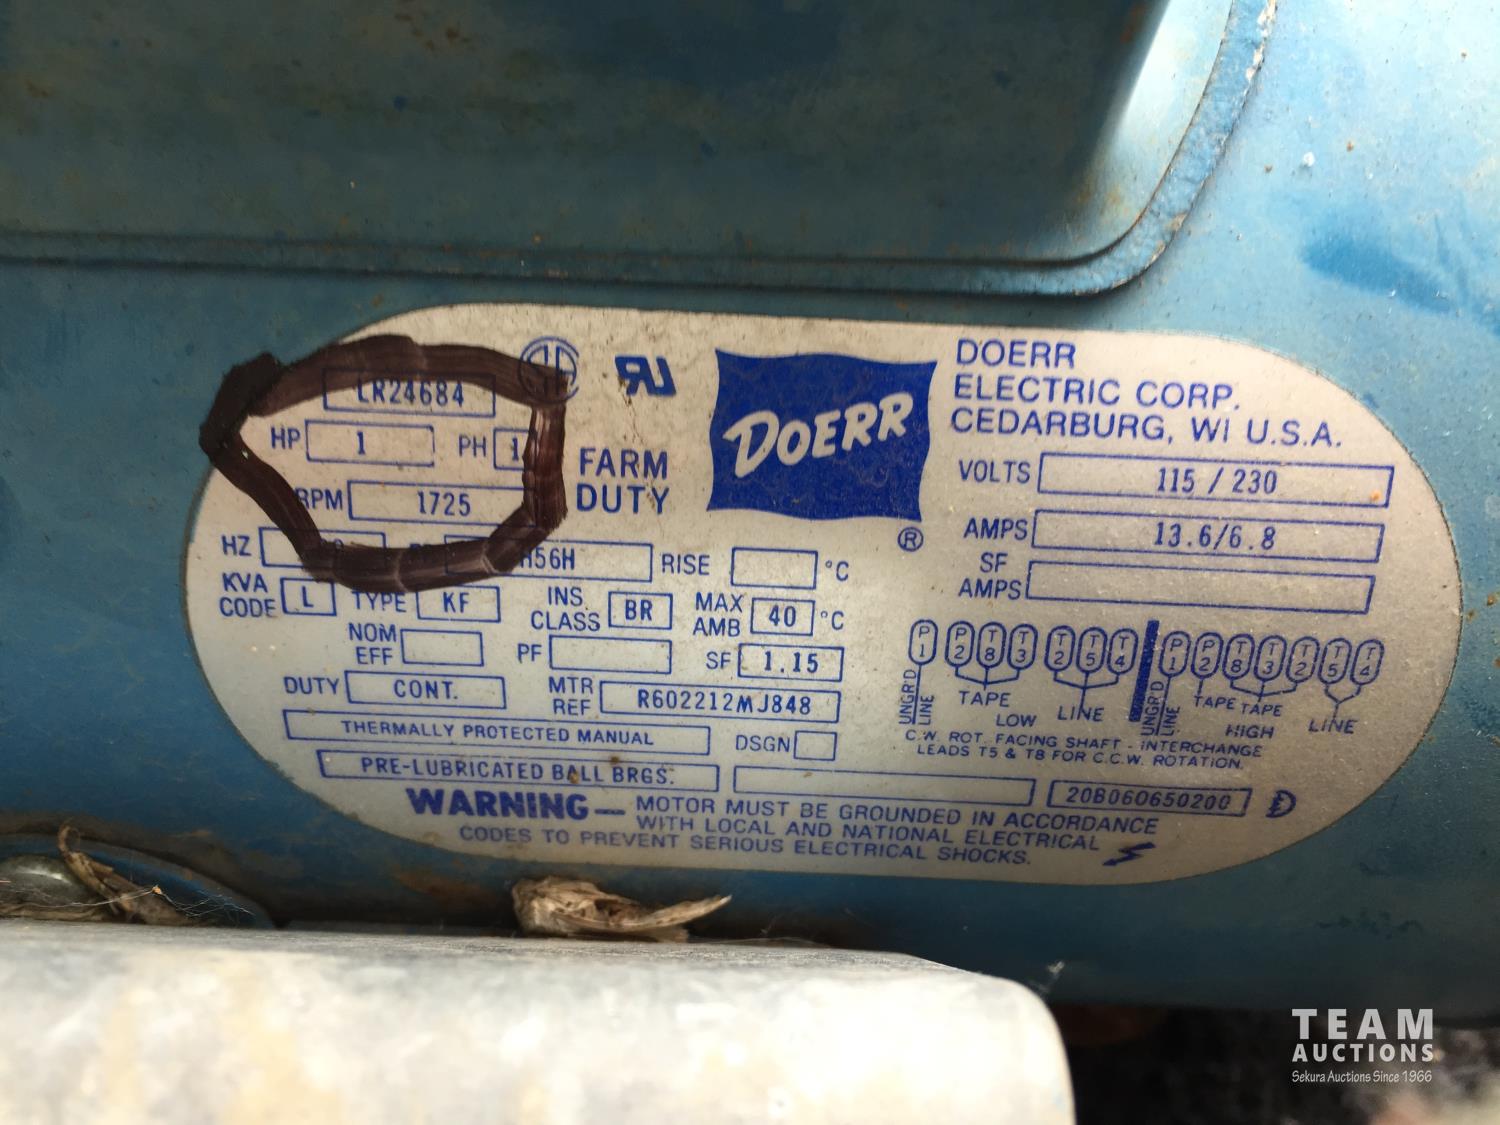 LR24684
HP 1 PH 1
RPM 1725
FARM DUTY
DOERR
®
DOERR
ELECTRIC CORP.
CEDARBURG, WI U.S.A.
VOLTS 115 / 230
AMPS 13.6/6.8
SF AMPS
HZ
H56H RISE °C
KVA CODE L TYPE KF INS. CLASS BR MAX AMB 40 °C
NOM EFF PF SF 1.15
DUTY CONT. MTR REF R602212MJ848
THERMALLY PROTECTED MANUAL DSGN
PRE-LUBRICATED BALL BRGS.
20B060650200
P1 P2 T8 T3 T2 T5 T4 P1 P2 T8 T3 T2 T5 T4
UNGR'D LINE TAPE LINE UNGR'D LINE TAPE TAPE LINE
LOW HIGH
C.W. ROT. FACING SHAFT - INTERCHANGE
LEADS T5 & T8 FOR C.C.W. ROTATION.
WARNING— MOTOR MUST BE GROUNDED IN ACCORDANCE
WITH LOCAL AND NATIONAL ELECTRICAL
CODES TO PREVENT SERIOUS ELECTRICAL SHOCKS.
TEAM
AUCTIONS
Sekura Auctions Since 1966